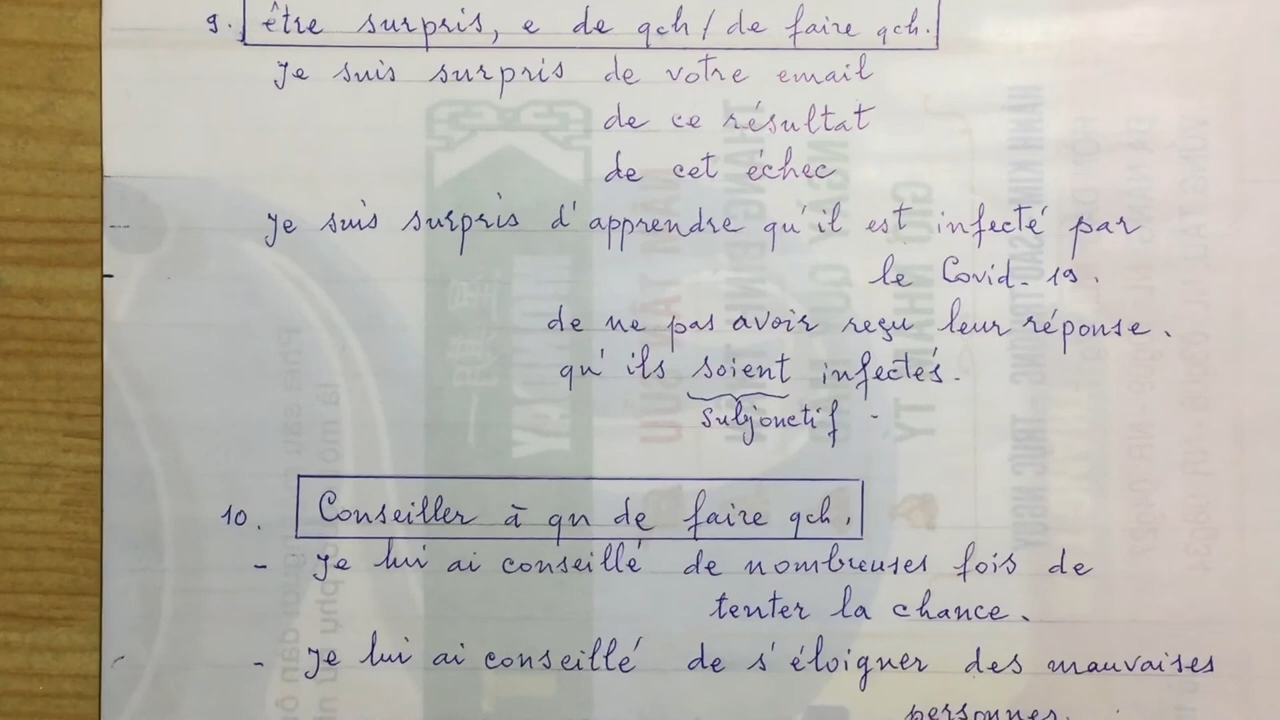 9. être surpris, e de qch / de faire qch.
Je suis surpris de votre email
de ce résultat
de cet échec
Je suis surpris d'apprendre qu'il est infecté par
le Covid-19.
de ne pas avoir reçu leur réponse.
qu'ils soient infectés.
Subjonctif
10. Conseiller à qn de faire qch.
- Je lui ai conseillé de nombreuses fois de
tenter la chance.
- Je lui ai conseillé de s'éloigner des mauvaises
personnes.